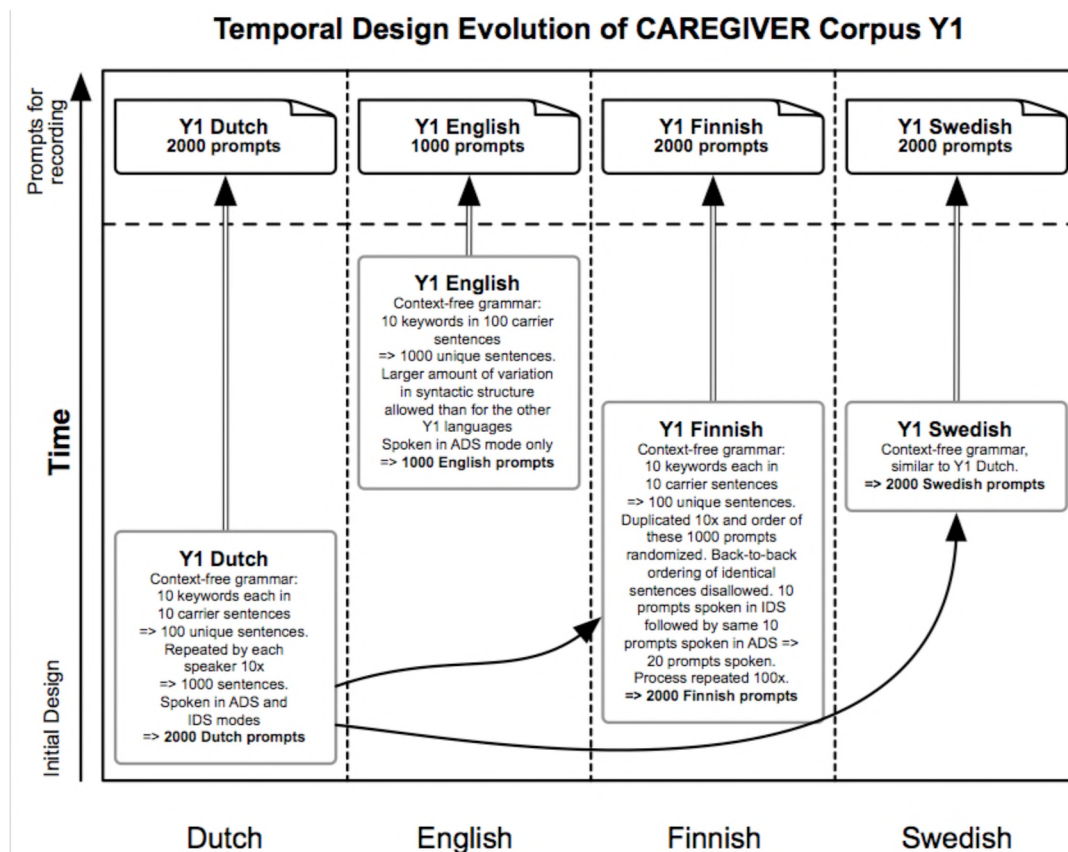 Temporal Design Evolution of CAREGIVER Corpus Y1
Prompts for
recording
Time
Initial Design
Y1 Dutch
2000 prompts
Y1 English
1000 prompts
Y1 Finnish
2000 prompts
Y1 Swedish
2000 prompts
Y1 English
Context-free grammar:
10 keywords in 100 carrier
sentences
=> 1000 unique sentences.
Larger amount of variation
in syntactic structure
allowed than for the other
Y1 languages
Spoken in ADS mode only
=> 1000 English prompts
Y1 Finnish
Context-free grammar:
10 keywords each in
10 carrier sentences
=> 100 unique sentences.
Duplicated 10x and order of
these 1000 prompts
randomized. Back-to-back
ordering of identical
sentences disallowed. 10
prompts spoken in IDS
followed by same 10
prompts spoken in ADS =>
20 prompts spoken.
Process repeated 100x.
=> 2000 Finnish prompts
Y1 Swedish
Context-free grammar,
similar to Y1 Dutch.
=> 2000 Swedish prompts
Y1 Dutch
Context-free grammar:
10 keywords each in
10 carrier sentences
=> 100 unique sentences.
Repeated by each
speaker 10x
=> 1000 sentences.
Spoken in ADS and
IDS modes
=> 2000 Dutch prompts
Dutch
English
Finnish
Swedish